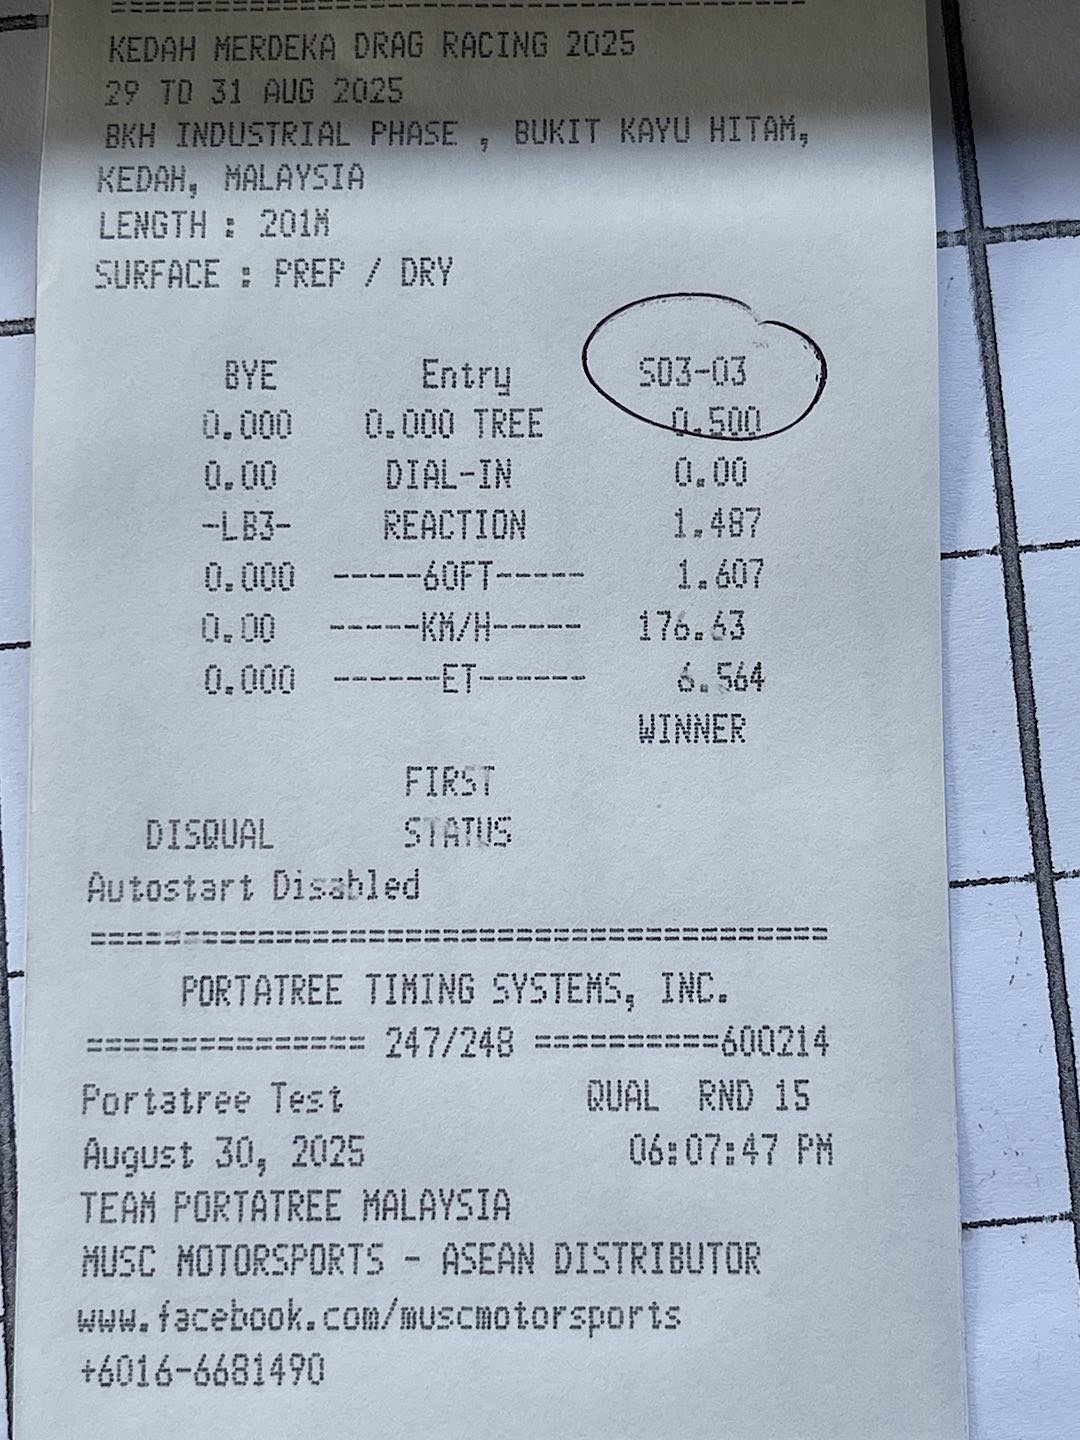 ========================================
KEDAH MERDEKA DRAG RACING 2025
29 TO 31 AUG 2025
BKH INDUSTRIAL PHASE , BUKIT KAYU HITAM,
KEDAH, MALAYSIA
LENGTH : 201M
SURFACE : PREP / DRY
BYE Entry S03-03
0.000 0.000 TREE 0.500
0.00 DIAL-IN 0.00
-LB3- REACTION 1.487
0.000 -----60FT----- 1.607
0.00 -----KM/H----- 176.63
0.000 ------ET------ 6.564
WINNER
FIRST
DISQUAL STATUS
Autostart Disabled
========================================
PORTATREE TIMING SYSTEMS, INC.
=============== 247/248 ==========600214
Portatree Test QUAL RND 15
August 30, 2025 06:07:47 PM
TEAM PORTATREE MALAYSIA
MUSC MOTORSPORTS - ASEAN DISTRIBUTOR
www.facebook.com/muscmotorsports
+6016-6681490